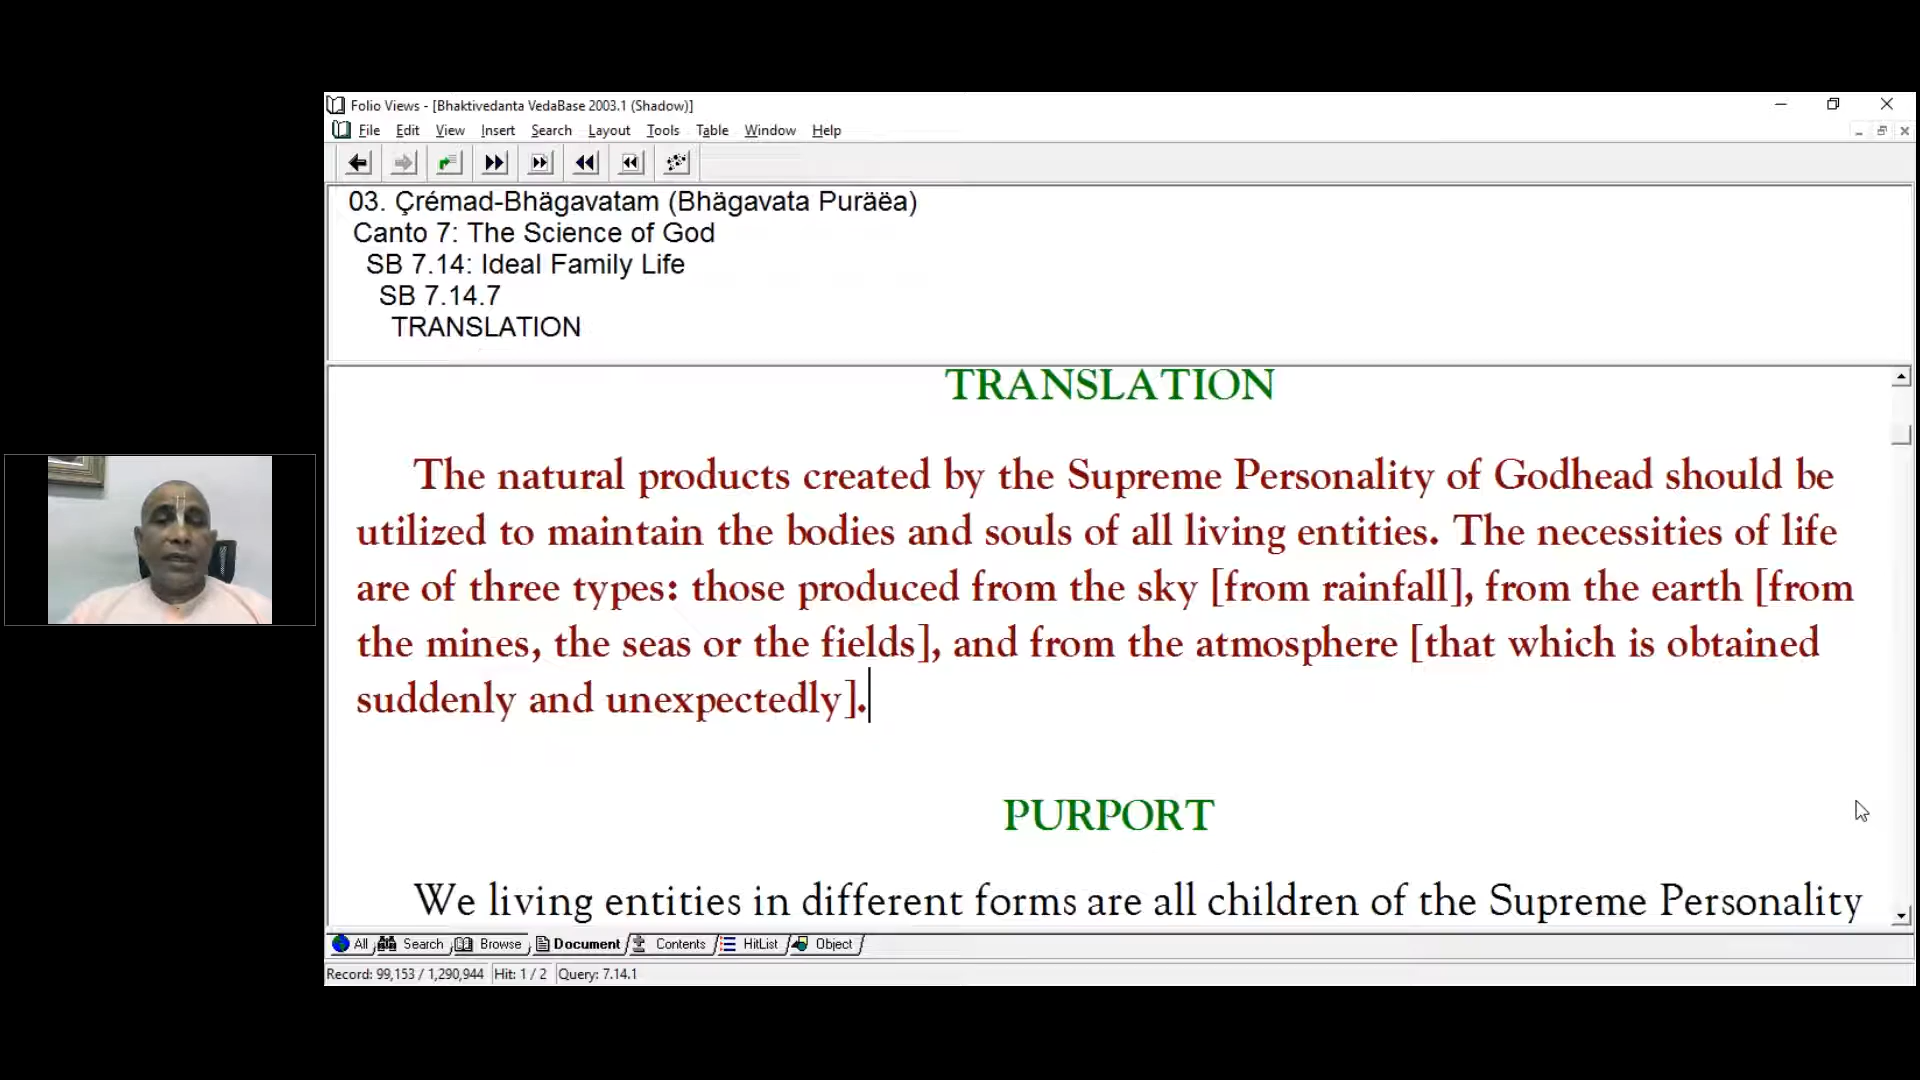 Folio Views - [Bhaktivedanta VedaBase 2003.1 (Shadow)]
File Edit View Insert Search Layout Tools Table Window Help
03. Çrémad-Bhägavatam (Bhägavata Puräëa)
Canto 7: The Science of God
SB 7.14: Ideal Family Life
SB 7.14.7
TRANSLATION
TRANSLATION
The natural products created by the Supreme Personality of Godhead should be
utilized to maintain the bodies and souls of all living entities. The necessities of life
are of three types: those produced from the sky [from rainfall], from the earth [from
the mines, the seas or the fields], and from the atmosphere [that which is obtained
suddenly and unexpectedly].
PURPORT
We living entities in different forms are all children of the Supreme Personality
All Search Browse Document Contents HitList Object
Record: 99,153 / 1,290,944 Hit: 1 / 2 Query: 7.14.1